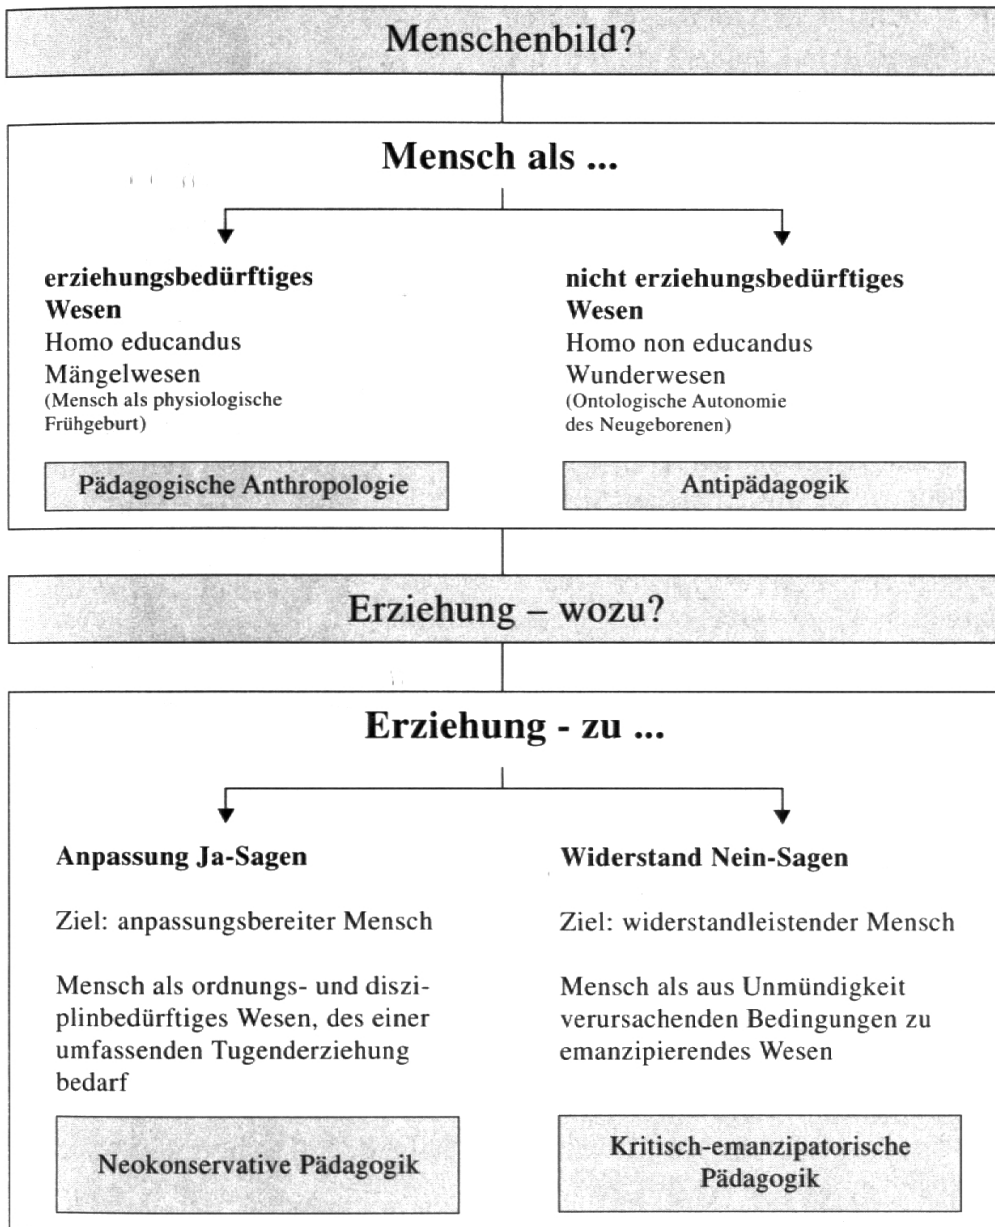 Menschenbild?
Mensch als ...
erziehungsbedürftiges
Wesen
Homo educandus
Mängelwesen
(Mensch als physiologische
Frühgeburt)
Pädagogische Anthropologie
nicht erziehungsbedürftiges
Wesen
Homo non educandus
Wunderwesen
(Ontologische Autonomie
des Neugeborenen)
Antipädagogik
Erziehung – wozu?
Erziehung - zu ...
Anpassung Ja-Sagen
Ziel: anpassungsbereiter Mensch
Mensch als ordnungs- und diszi-
plinbedürftiges Wesen, des einer
umfassenden Tugenderziehung
bedarf
Neokonservative Pädagogik
Widerstand Nein-Sagen
Ziel: widerstandleistender Mensch
Mensch als aus Unmündigkeit
verursachenden Bedingungen zu
emanzipierendes Wesen
Kritisch-emanzipatorische
Pädagogik